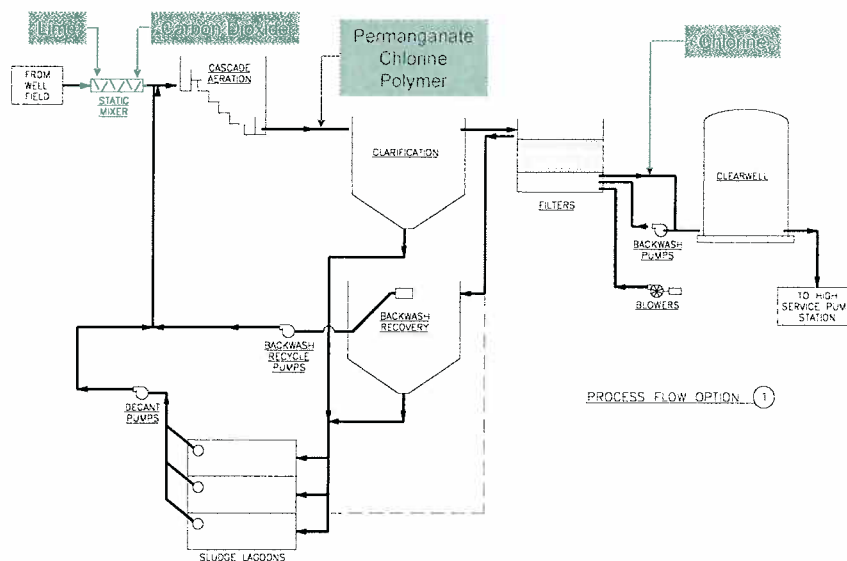 Lime
Carbon Dioxide
Permanganate
Chlorine
Polymer
Chlorine
FROM
WELL
FIELD
STATIC
MIXER
CASCADE
AERATION
CLARIFICATION
FILTERS
CLEARWELL
BACKWASH
PUMPS
BLOWERS
TO HIGH
SERVICE PUMP
STATION
BACKWASH
RECOVERY
BACKWASH
RECYCLE
PUMPS
DECANT
PUMPS
PROCESS FLOW OPTION 1
SLUDGE LAGOONS